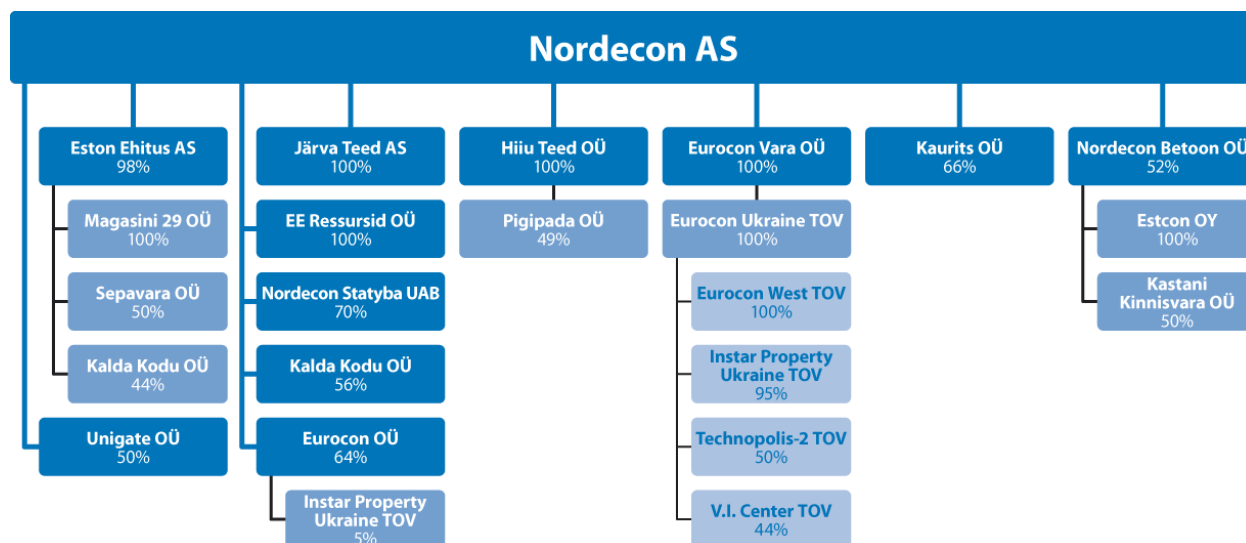 Nordecon AS
Eston Ehitus AS
98%
Magasini 29 OÜ
100%
Sepavara OÜ
50%
Kalda Kodu OÜ
44%
Unigate OÜ
50%
Järva Teed AS
100%
EE Ressursid OÜ
100%
Nordecon Statyba UAB
70%
Kalda Kodu OÜ
56%
Eurocon OÜ
64%
Instar Property
Ukraine TOV
5%
Hiiu Teed OÜ
100%
Pigipada OÜ
49%
Eurocon Vara OÜ
100%
Eurocon Ukraine TOV
100%
Eurocon West TOV
100%
Instar Property
Ukraine TOV
95%
Technopolis-2 TOV
50%
V.I. Center TOV
44%
Kaurits OÜ
66%
Nordecon Betoon OÜ
52%
Estcon OY
100%
Kastani
Kinnisvara OÜ
50%